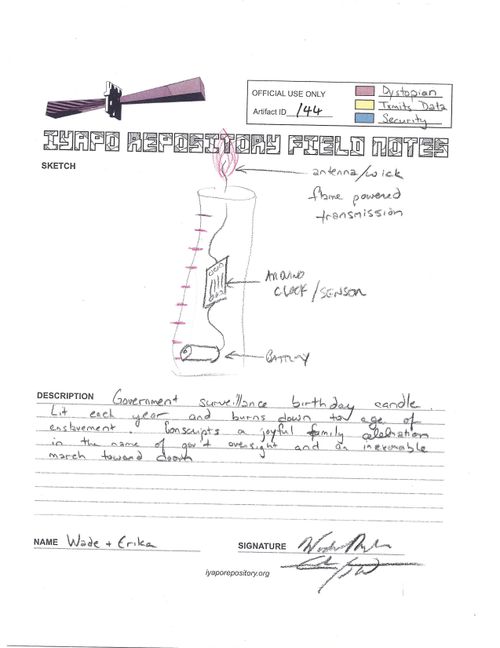 OFFICIAL USE ONLY
Artifact ID 144
Dystopian
Txmits Data
Security
IYAPO REPOSITORY FIELD NOTES
SKETCH
antenna/wick
flame powered
transmission
ARDUINO
CLOCK/SENSOR
BATTERY
DESCRIPTION Government surveillance birthday candle.
Lit each year and burns down to age of
enslavement. Conscripts a joyful family celebration
in the name of gov't oversight and an inexorable
march toward doom
NAME Wade + Erika
SIGNATURE
iyaporepository.org